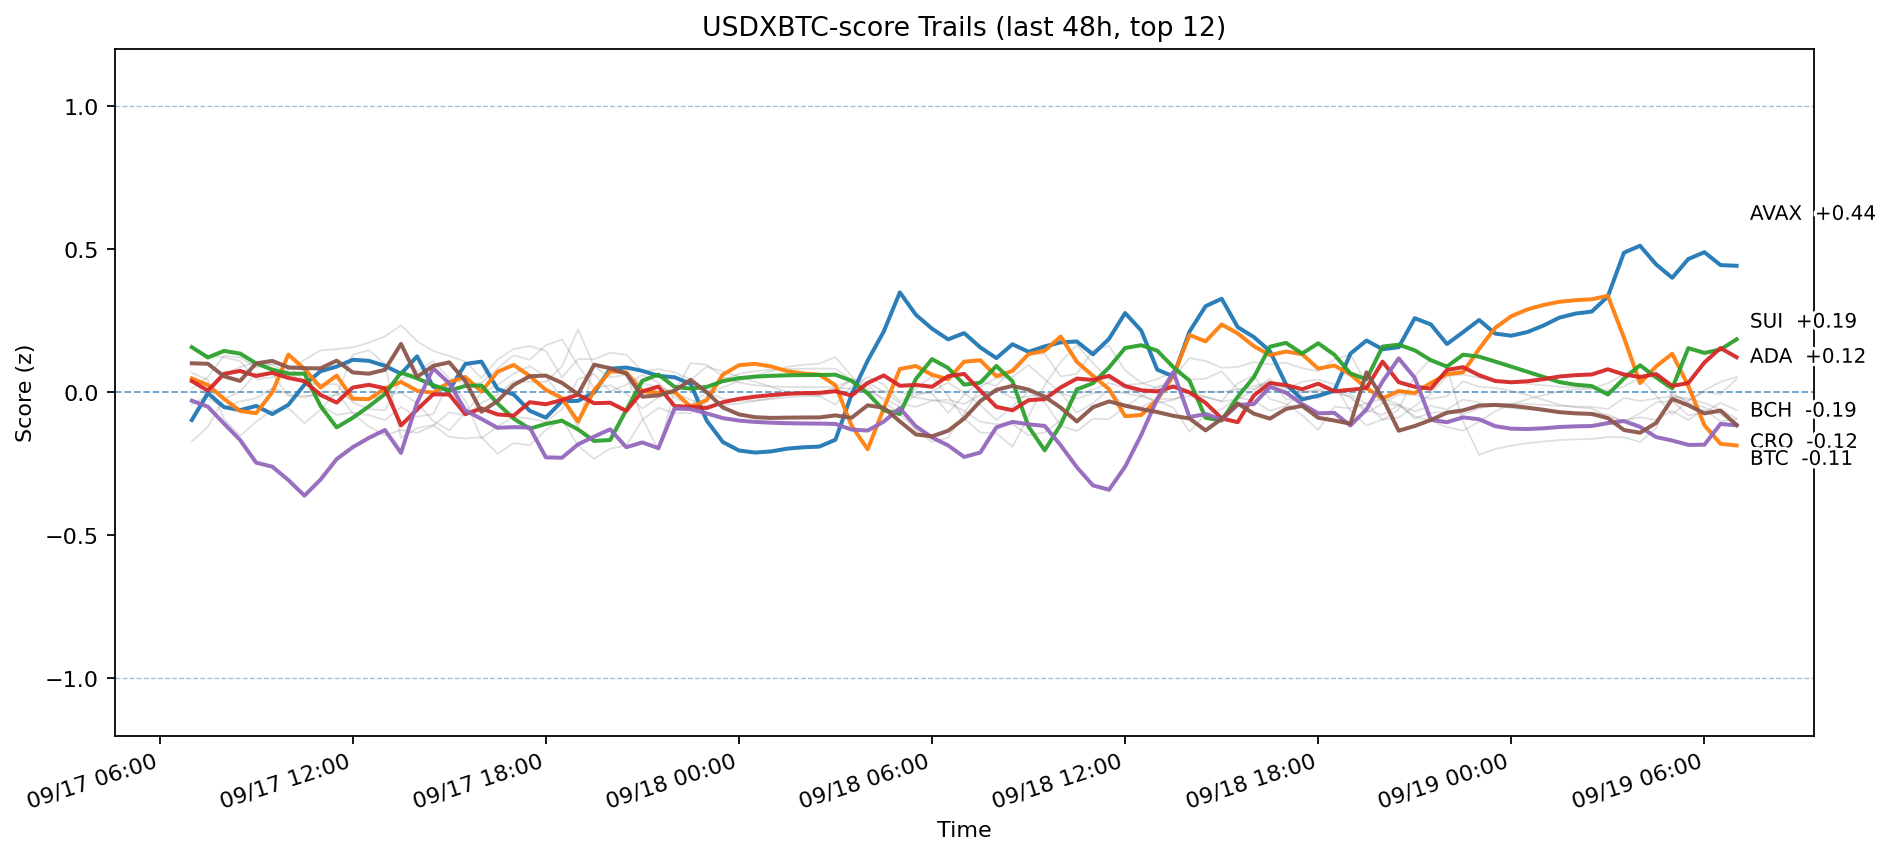 USDXBTC-score Trails (last 48h, top 12)
Score (z)
1.0
0.5
0.0
−0.5
−1.0
AVAX +0.44
SUI +0.19
ADA +0.12
BCH -0.19
CRO -0.12
BTC -0.11
09/17 06:00
09/17 12:00
09/17 18:00
09/18 00:00
09/18 06:00
09/18 12:00
09/18 18:00
09/19 00:00
09/19 06:00
Time